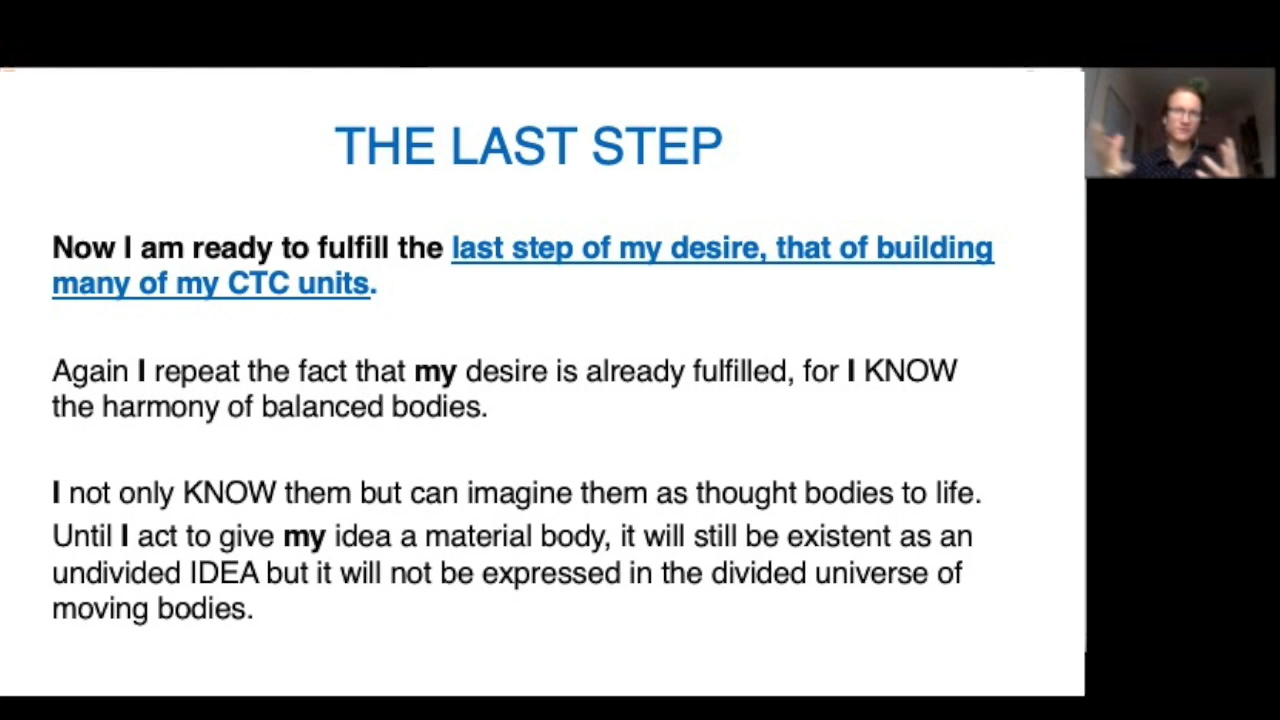 THE LAST STEP
Now I am ready to fulfill the last step of my desire, that of building
many of my CTC units.
Again I repeat the fact that my desire is already fulfilled, for I KNOW
the harmony of balanced bodies.
I not only KNOW them but can imagine them as thought bodies to life.
Until I act to give my idea a material body, it will still be existent as an
undivided IDEA but it will not be expressed in the divided universe of
moving bodies.